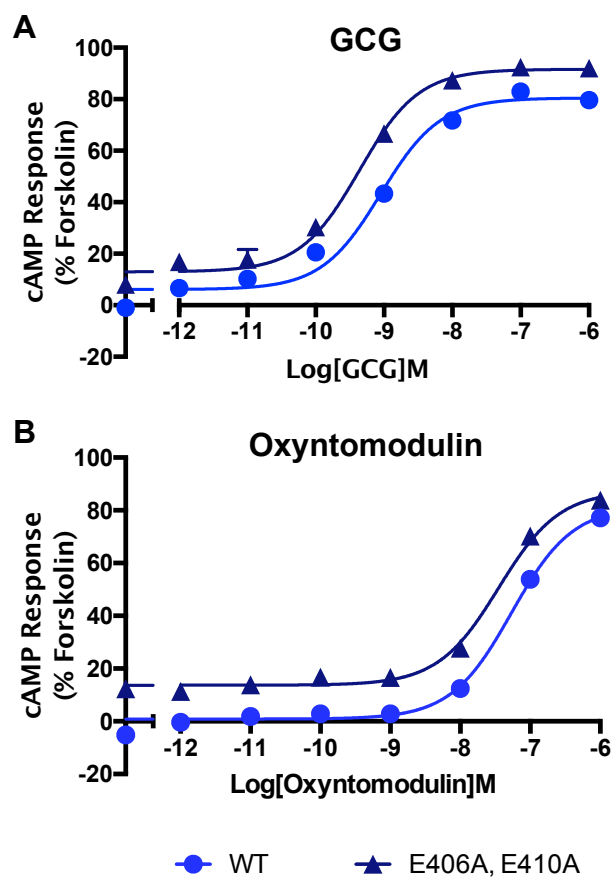 A
GCG
100
80
60
40
20
0
-20
cAMP Response
(% Forskolin)
-12 -11 -10 -9 -8 -7 -6
Log[GCG]M
B
Oxyntomodulin
100
80
60
40
20
0
-20
cAMP Response
(% Forskolin)
-12 -11 -10 -9 -8 -7 -6
Log[Oxyntomodulin]M
WT E406A, E410A